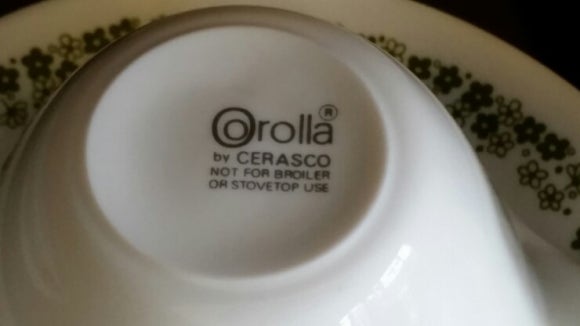 Corolla®
by CERASCO
NOT FOR BROILER
OR STOVETOP USE